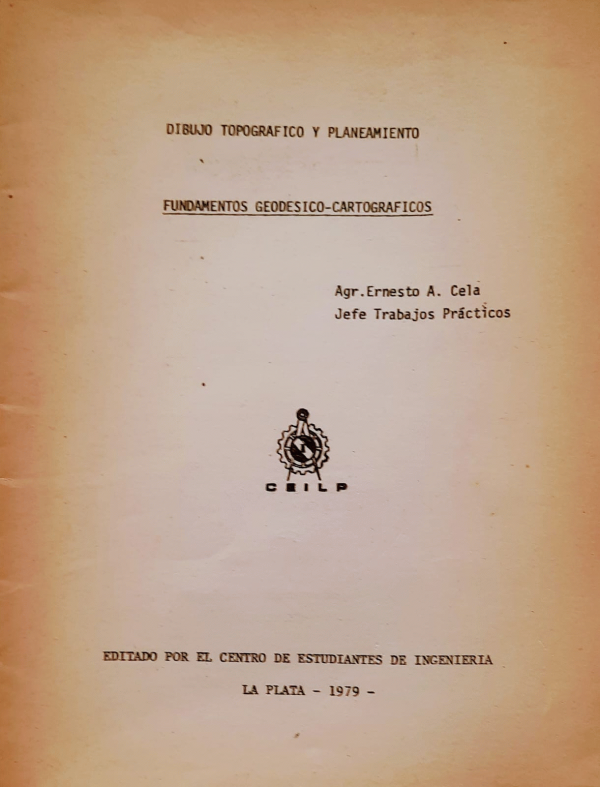 DIBUJO TOPOGRAFICO Y PLANEAMIENTO
FUNDAMENTOS GEODESICO-CARTOGRAFICOS
Agr.Ernesto A. Cela
Jefe Trabajos Prácticos
CEILP
EDITADO POR EL CENTRO DE ESTUDIANTES DE INGENIERIA
LA PLATA - 1979 -